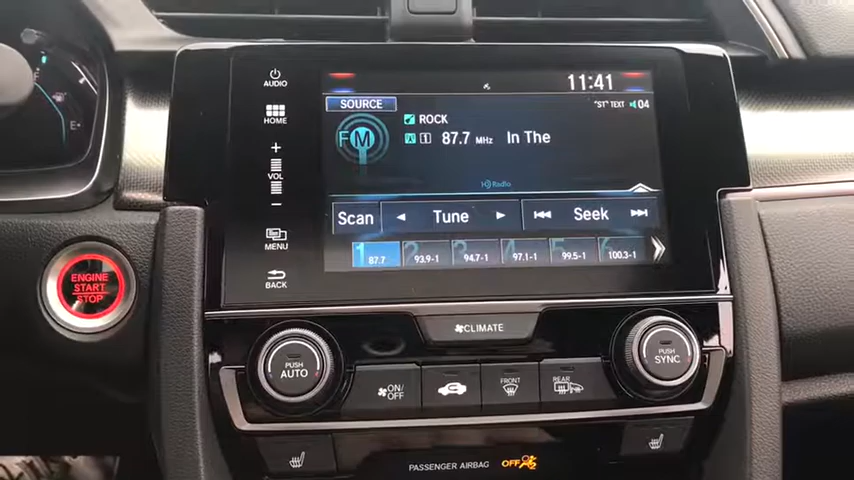 AUDIO
11:41
HOME
SOURCE
"ST" TEXT 04
ROCK
FM
1 87.7 MHz In The
VOL
HD Radio
Scan Tune Seek
MENU
1 87.7 2 93.9-1 3 94.7-1 4 97.1-1 5 99.5-1 6 100.3-1
BACK
ENGINE
START
STOP
CLIMATE
PUSH
AUTO
ON/
OFF
FRONT
REAR
PUSH
SYNC
PASSENGER AIRBAG OFF